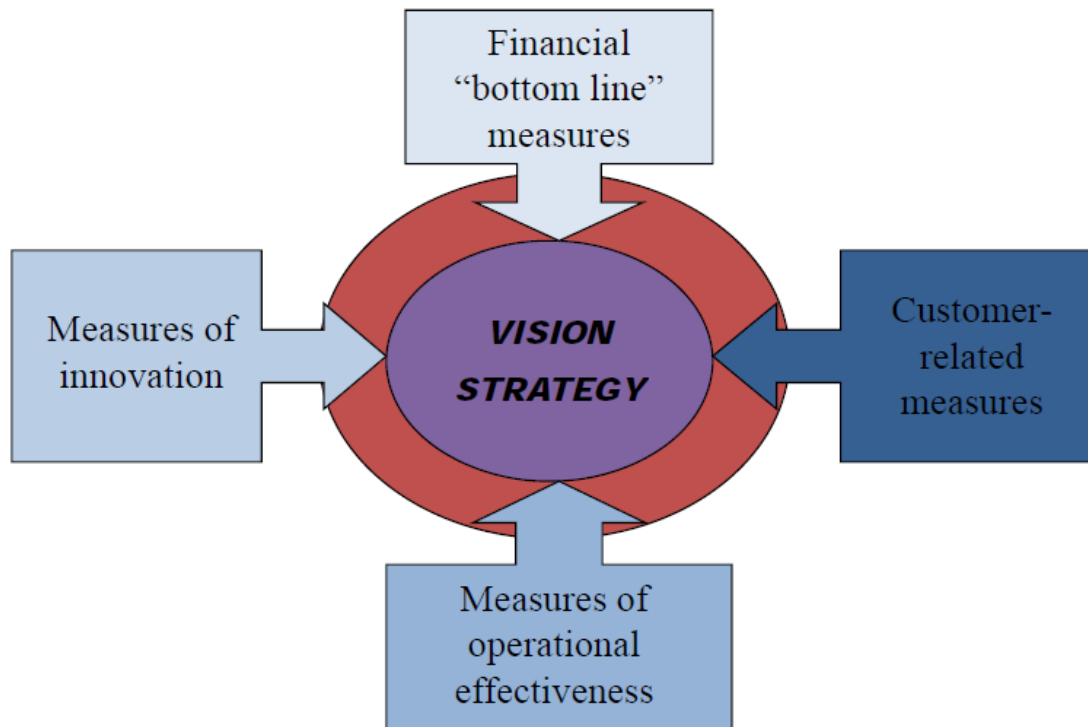 Financial
“bottom line”
measures
Measures of
innovation
VISION
STRATEGY
Customer-
related
measures
Measures of
operational
effectiveness